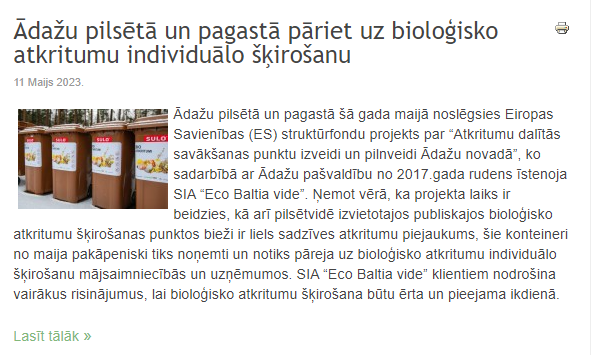 Ādažu pilsētā un pagastā pāriet uz bioloģisko
atkritumu individuālo šķirošanu
11 Maijs 2023.
SULO
SULO
SULO
Ādažu pilsētā un pagastā šā gada maijā noslēgsies Eiropas
Savienības (ES) struktūrfondu projekts par “Atkritumu dalītās
savākšanas punktu izveidi un pilnveidi Ādažu novadā”, ko
sadarbībā ar Ādažu pašvaldību no 2017.gada rudens īstenoja
SIA “Eco Baltia vide”. Ņemot vērā, ka projekta laiks ir
beidzies, kā arī pilsētvidē izvietotajos publiskajos bioloģisko
atkritumu šķirošanas punktos bieži ir liels sadzīves atkritumu piejaukums, šie konteineri
no maija pakāpeniski tiks noņemti un notiks pāreja uz bioloģisko atkritumu individuālo
šķirošanu mājsaimniecībās un uzņēmumos. SIA “Eco Baltia vide” klientiem nodrošina
vairākus risinājumus, lai bioloģisko atkritumu šķirošana būtu ērta un pieejama ikdienā.
Lasīt tālāk »